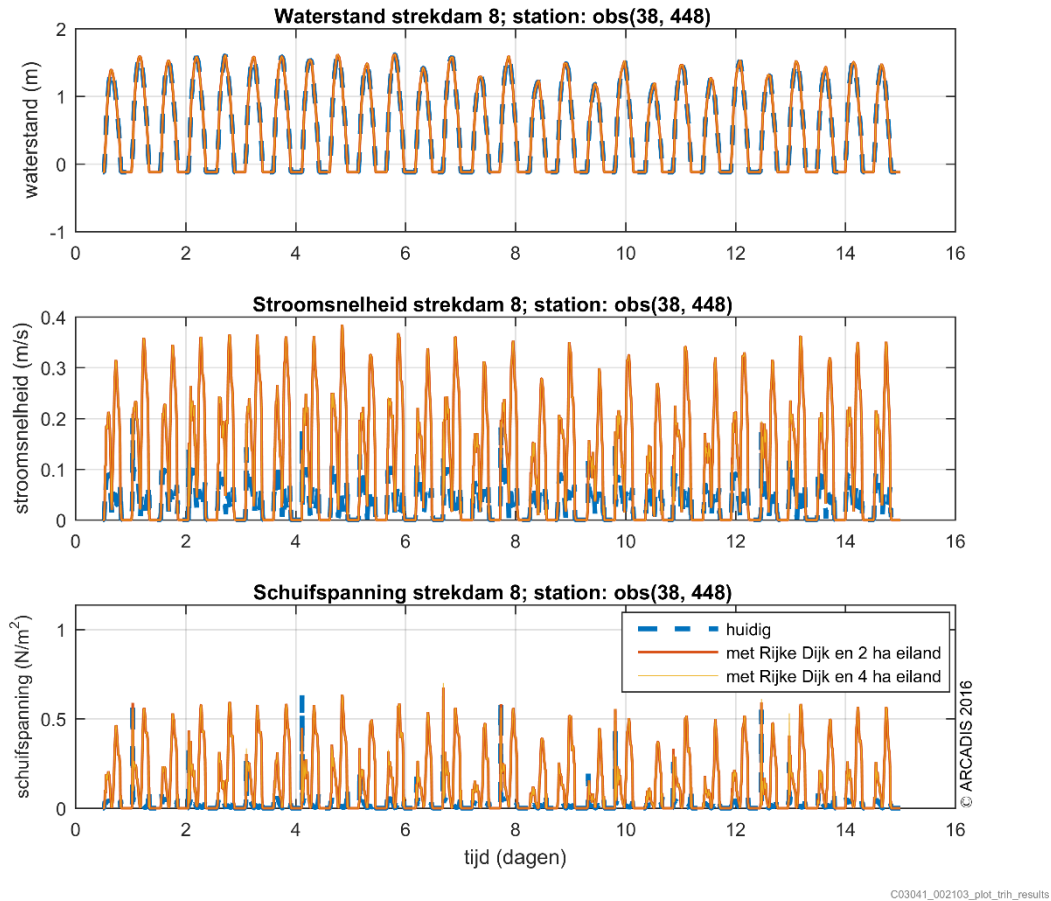 Waterstand strekdam 8; station: obs(38, 448)
waterstand (m)
2
1
0
-1
0 2 4 6 8 10 12 14 16
Stroomsnelheid strekdam 8; station: obs(38, 448)
stroomsnelheid (m/s)
0.4
0.3
0.2
0.1
0
0 2 4 6 8 10 12 14 16
Schuifspanning strekdam 8; station: obs(38, 448)
schuifspanning (N/m²)
1
0.5
0
huidig
met Rijke Dijk en 2 ha eiland
met Rijke Dijk en 4 ha eiland
© ARCADIS 2016
0 2 4 6 8 10 12 14 16
tijd (dagen)
C03041_002103_plot_trih_results